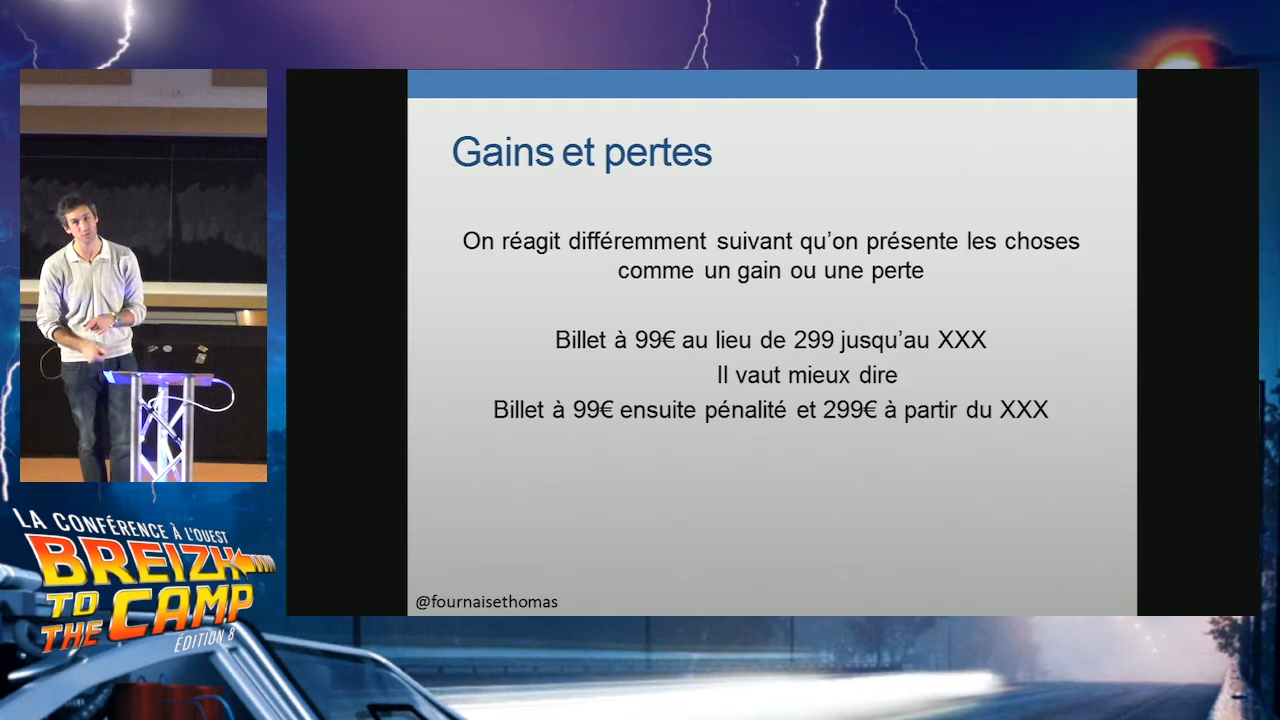 Gains et pertes
On réagit différemment suivant qu'on présente les choses
comme un gain ou une perte
Billet à 99€ au lieu de 299 jusqu'au XXX
Il vaut mieux dire
Billet à 99€ ensuite pénalité et 299€ à partir du XXX
@fournaisethomas
LA CONFÉRENCE À L'OUEST
BREIZH
TO
THE CAMP
ÉDITION 8